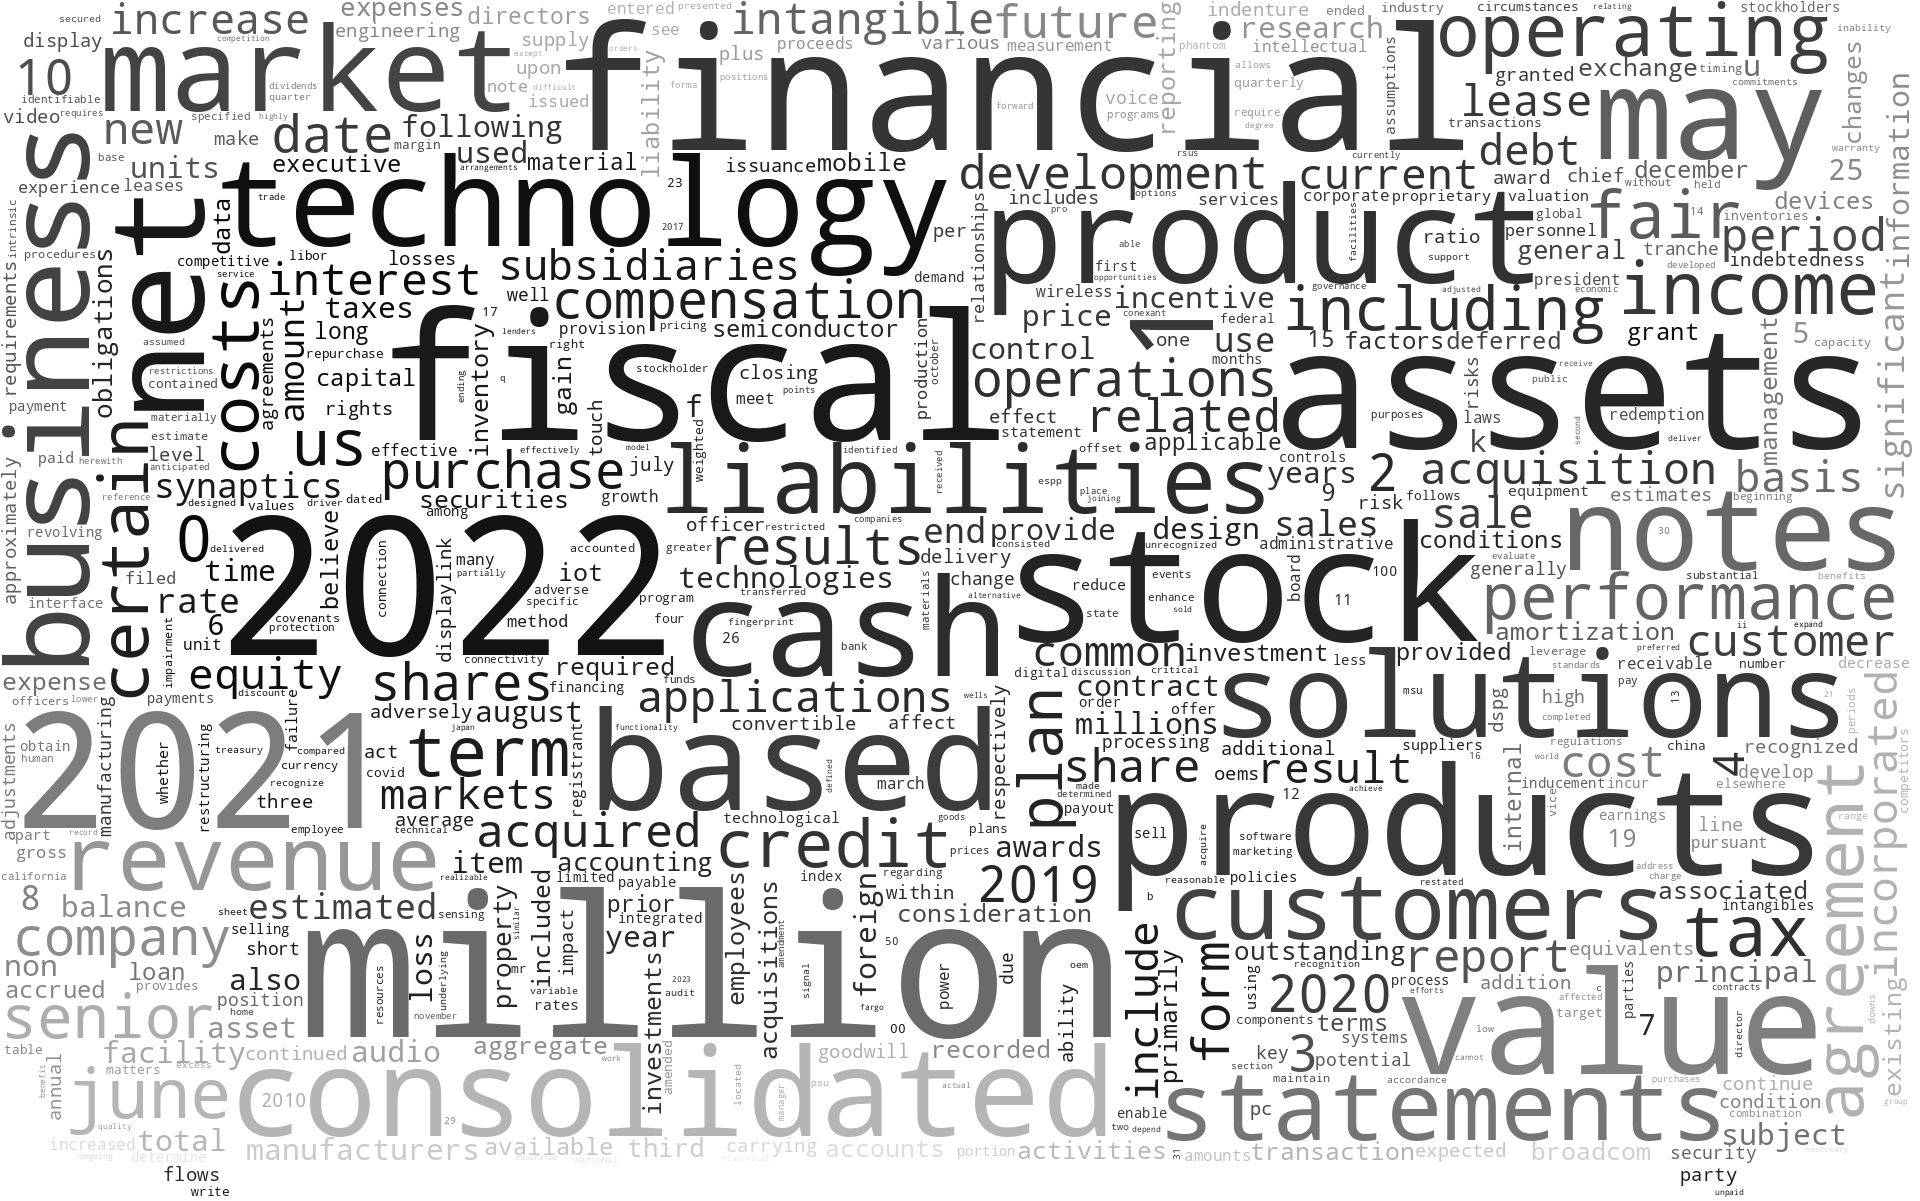 secured
increase
expenses
directors
entered
presented
intangible
future
indenture
ended
industry
circumstances
relating
stockholders
inability
competition
engineering
supply
see
plus
proceeds
various
measurement
phantom
research
intellectual
operating
display
10
market
except
orders
financial
upon
liability
reporting
allows
assumptions
granted
exchange
timing
u
changes
identifiable
dividends
quarter
note
difficult
issued
positions
forma
forward
voice
programs
quarterly
require
degree
lease
commitments
may
information
video
requires
specified
highly
new
make
date
following
margin
used
transactions
debt
base
units
executive
material
issuance
mobile
rsus
currently
december
warranty
25
experience
leases
arrangements
technology
23
development
current
award
chief
without
held
devices
business
intrinsic
trade
data
2017
per
relationships
includes
options
services
corporate
proprietary
valuation
fair
14
inventories
procedures
net
product
pro
able
facilities
ratio
support
global
personnel
general
tranche
period
competitive
libor
losses
subsidiaries
demand
first
opportunities
governance
adjusted
president
developed
economic
indebtedness
requirements
obligations
service
interest
costs
taxes
well
compensation
wireless
conexant
incentive
federal
including
income
significant
agreements
amount
long
17
inventory
provision
pricing
lenders
right
semiconductor
production
october
price
1
one
months
use
15
factors
deferred
grant
management
5
capacity
assumed
repurchase
fiscal
stockholder
closing
meet
points
control
operations
assets
risks
public
receive
restrictions
contained
capital
ending
q
gain
touch
f
effect
statement
related
applicable
purposes
laws
redemption
second
deliver
payment
materially
rights
us
effective
effectively
model
weighted
liabilities
identified
received
offset
controls
k
approximately
paid
herewith
estimate
level
anticipated
purchase
july
espp
place
joining
years
2
acquisition
basis
revolving
reference
synaptics
designed
values
driver
dated
securities
among
growth
companies
9
risk
follows
equipment
estimates
beginning
certain
0
2022
believe
connection
displaylink
many
partially
accounted
officer
restricted
greater
results
end
provide
consisted
delivery
design
unrecognized
sales
administrative
sale
conditions
notes
30
evaluate
generally
filed
delivered
time
iot
adverse
specific
technologies
transferred
change
materials
alternative
stock
reduce
state
events
enhance
sold
board
100
11
substantial
benefits
interface
rate
covenants
protection
6
unit
method
program
four
cash
fingerprint
26
bank
performance
ii
expand
amortization
preferred
customer
impairment
equity
connectivity
required
financing
funds
common
digital
discussion
critical
investment
less
provided
leverage
standards
receivable
pay
number
decrease
expense
officers
lower
payments
discount
shares
applications
wells
plan
contract
order
offer
solutions
msu
dspg
high
completed
13
21
periods
incorporated
adjustments
2021
manufacturing
failure
adversely
august
functionality
japan
convertible
affect
respectively
millions
processing
additional
suppliers
16
regulations
world
china
recognized
competitors
obtain
human
whether
restructuring
treasury
compared
currency
recognize
act
covid
term
registrant
based
defined
march
share
made
determined
payout
oems
result
achieve
internal
inducement
vice
cost
incur
4
develop
elsewhere
agreement
three
markets
12
products
part
record
employee
average
technical
acquired
technological
goods
plans
sell
acquire
software
marketing
earnings
19
line
pursuant
range
gross
california
revenue
realizable
item
accounting
credit
prices
awards
reasonable
policies
restated
address
charge
8
balance
sheet
estimated
sensing
limited
payable
index
regarding
within
2019
b
customers
associated
intangibles
company
selling
short
million
property
similar
prior
integrated
included
impact
year
employees
acquisitions
amendment
foreign
consideration
50
include
form
outstanding
report
equivalents
tax
non
accrued
loan
provides
also
position
home
resources
loss
underlying
november
mr
variable
rates
2023
audit
investments
signal
fargo
00
power
due
oem
ability
primarily
recognition
using
2020
process
efforts
addition
affected
target
c
parties
principal
contracts
downs
existing
senior
asset
value
components
terms
7
director
table
facility
matters
excess
continued
audio
aggregate
work
goodwill
recorded
key
section
maintain
3
systems
potential
low
cannot
accordance
purchases
benefit
annual
june
2010
consolidated
amended
located
manager
psu
actual
statements
pc
continue
condition
combination
group
quality
29
enable
two
depend
increased
total
ongoing
determine
manufacturers
available
assurance
national
third
carrying
historical
accounts
portion
activities
31
amounts
transaction
expected
broadcom
subject
security
necessary
flows
write
party
unpaid